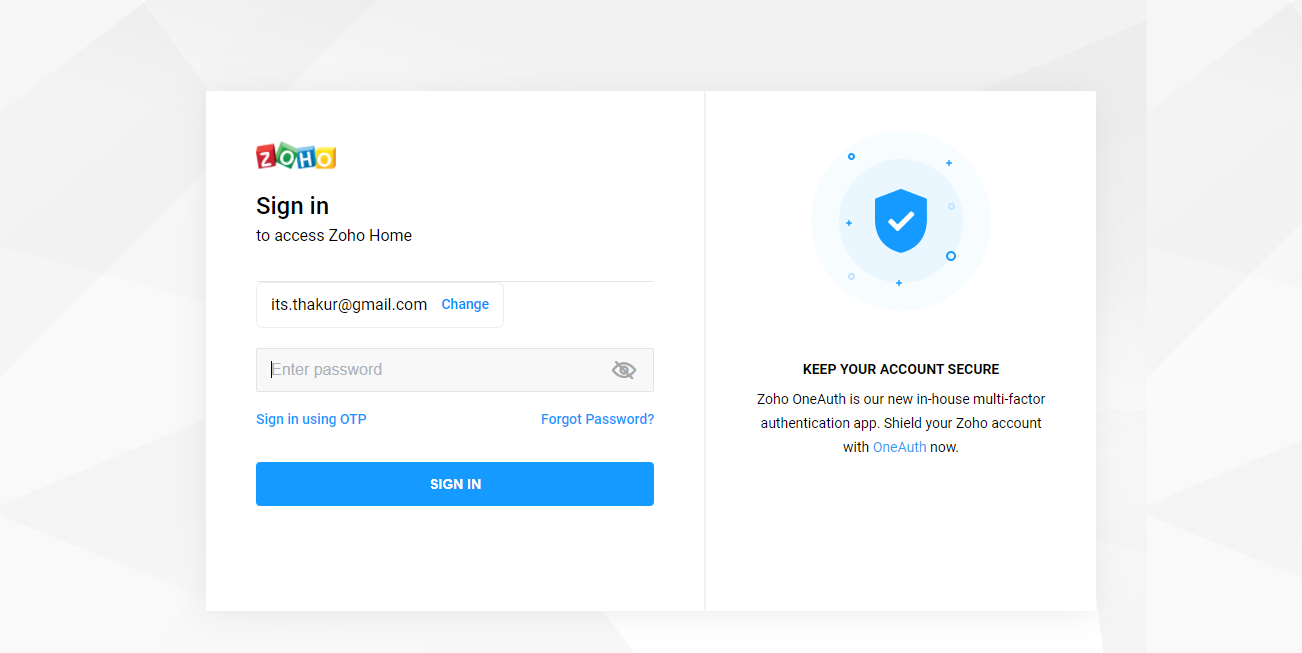 ZOHO
Sign in
to access Zoho Home
its.thakur@gmail.com Change
Enter password
Sign in using OTP Forgot Password?
SIGN IN
KEEP YOUR ACCOUNT SECURE
Zoho OneAuth is our new in-house multi-factor
authentication app. Shield your Zoho account
with OneAuth now.